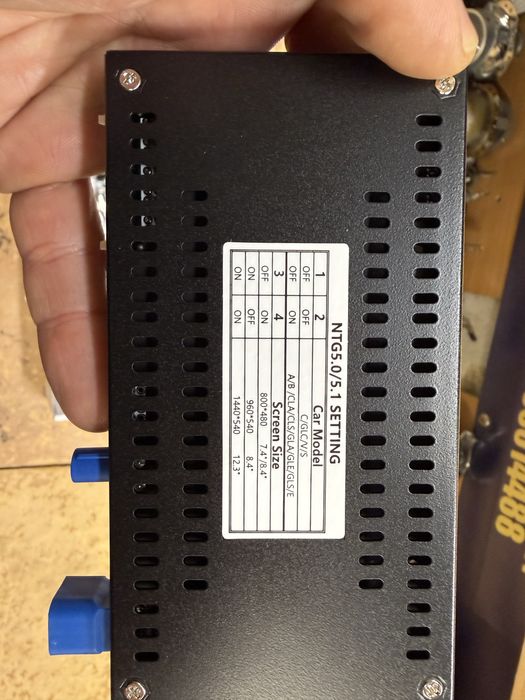 NTG5.0/5.1 SETTING
1 2 Car Model
OFF OFF C/GLC/V/S
ON ON A/B/CLA/CLS/GLA/GLE/GLS/E
3 4 Screen Size
OFF ON 800*480 7.4"/8.4"
ON OFF 960*540 8.4"
ON ON 1440*540 12.3"